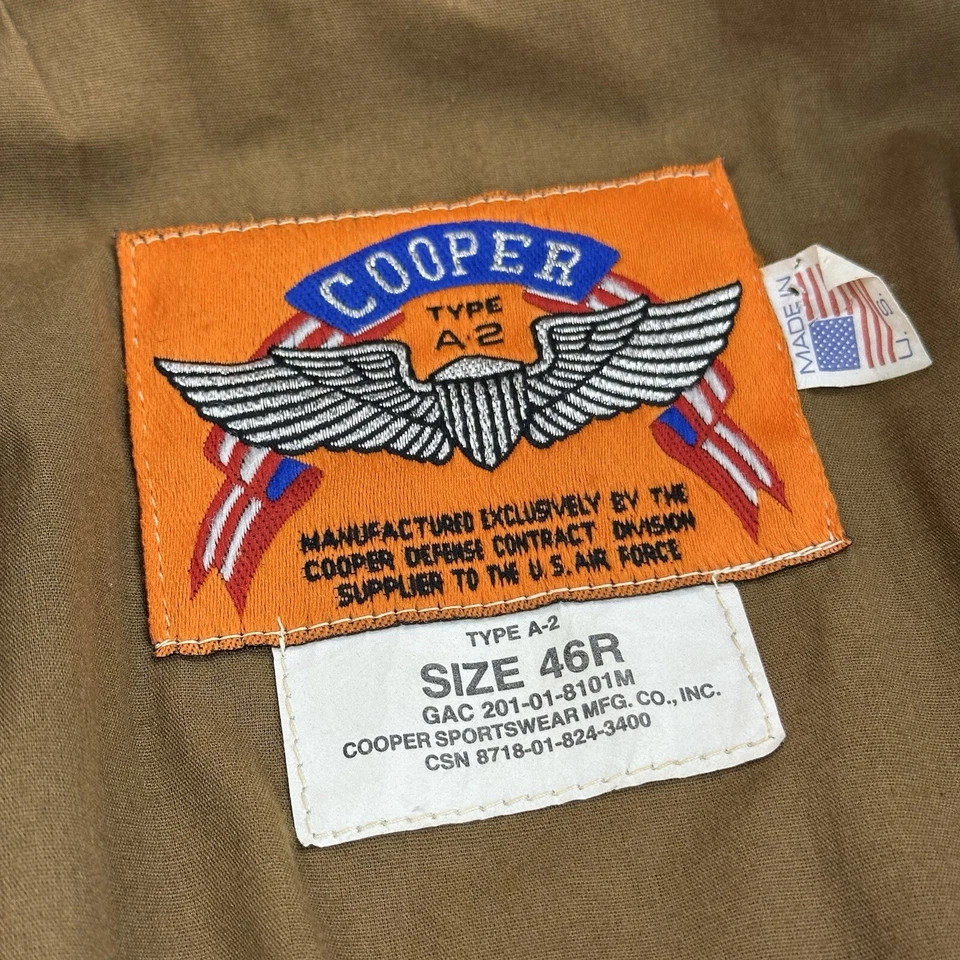 COOPER
TYPE
A-2
MANUFACTURED EXCLUSIVELY BY THE
COOPER DEFENSE CONTRACT DIVISION
SUPPLIER TO THE U.S. AIR FORCE
MADE IN
U.S.
TYPE A-2
SIZE 46R
GAC 201-01-8101M
COOPER SPORTSWEAR MFG. CO., INC.
CSN 8718-01-824-3400